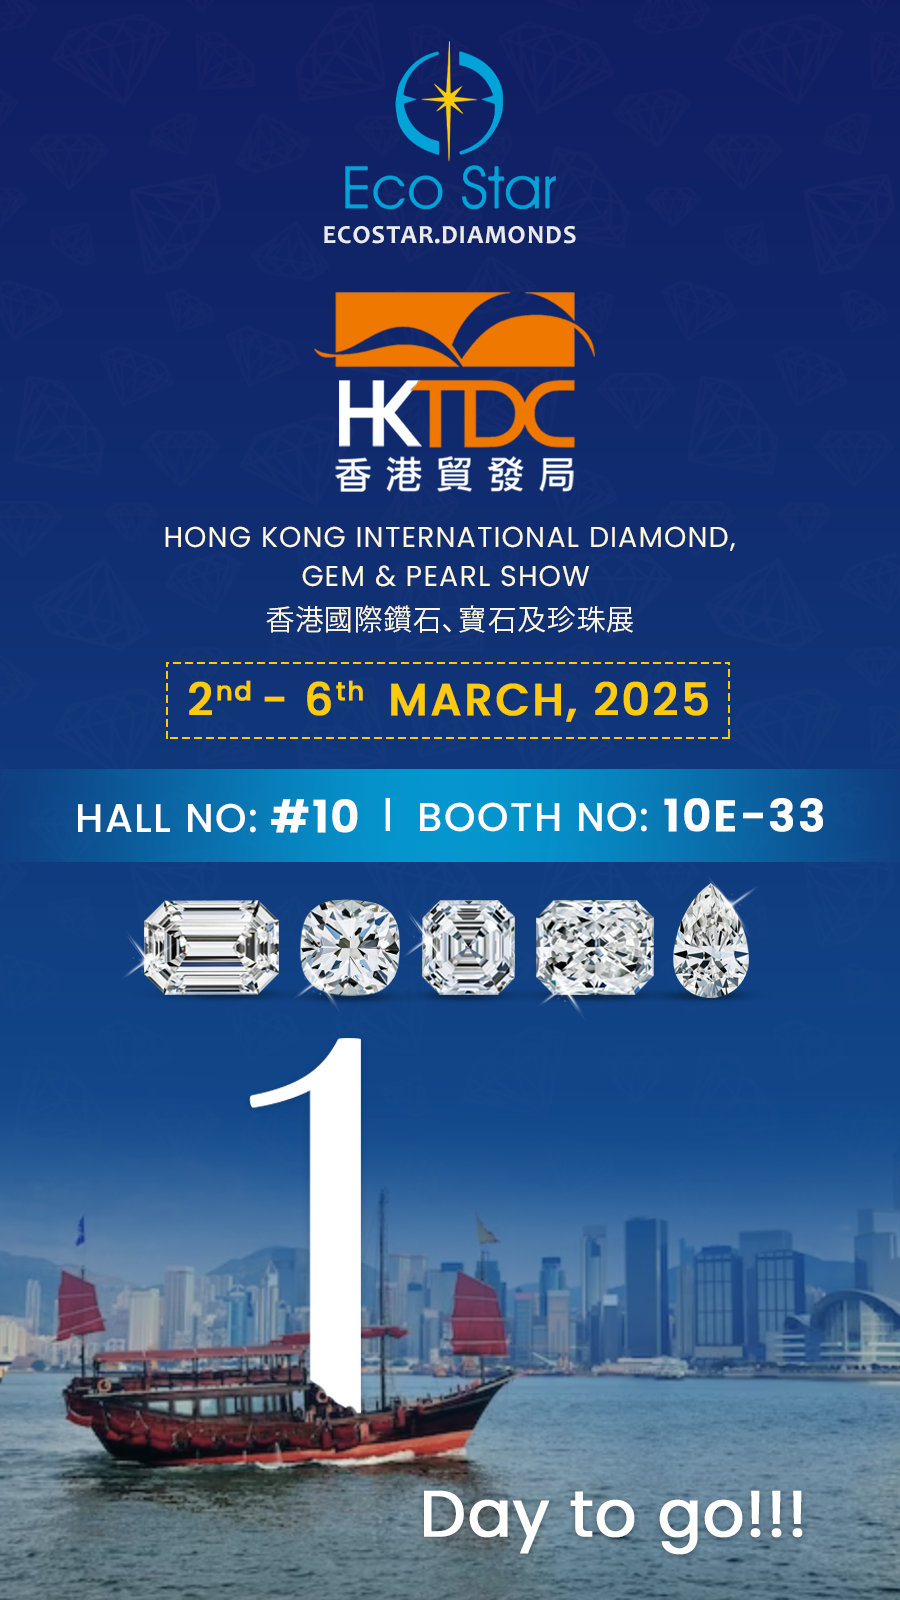 Eco Star
ECOSTAR.DIAMONDS
HKTDC
香港貿發局
HONG KONG INTERNATIONAL DIAMOND,
GEM & PEARL SHOW
香港國際鑽石、寶石及珍珠展
2nd - 6th MARCH, 2025
HALL NO: #10 | BOOTH NO: 10E-33
1
Day to go!!!